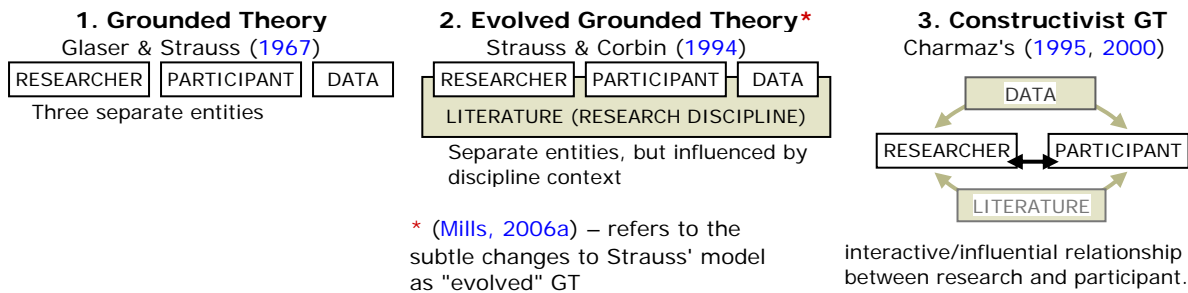 1. Grounded Theory
Glaser & Strauss (1967)
RESEARCHER PARTICIPANT DATA
Three separate entities
2. Evolved Grounded Theory*
Strauss & Corbin (1994)
RESEARCHER PARTICIPANT DATA
LITERATURE (RESEARCH DISCIPLINE)
Separate entities, but influenced by
discipline context
* (Mills, 2006a) – refers to the
subtle changes to Strauss' model
as "evolved" GT
3. Constructivist GT
Charmaz's (1995, 2000)
DATA
RESEARCHER PARTICIPANT
LITERATURE
interactive/influential relationship
between research and participant.